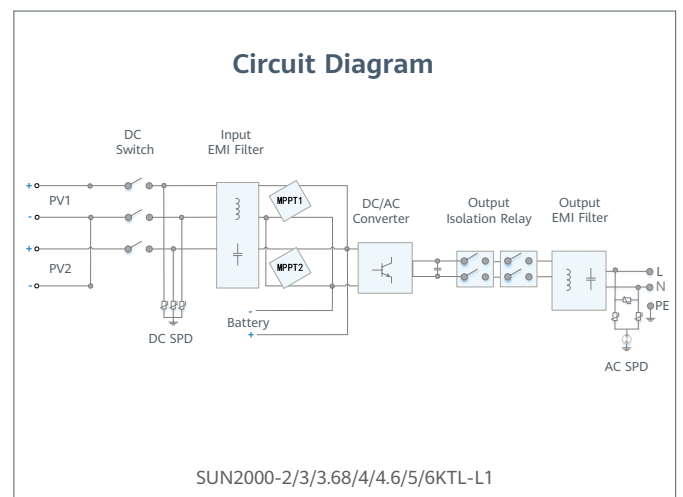 Circuit Diagram
DC
Switch
Input
EMI Filter
+
PV1
-
+
PV2
-
MPPT1
MPPT2
DC/AC
Converter
Output
Isolation Relay
Output
EMI Filter
L
N
PE
-
Battery
+
DC SPD
AC SPD
SUN2000-2/3/3.68/4/4.6/5/6KTL-L1